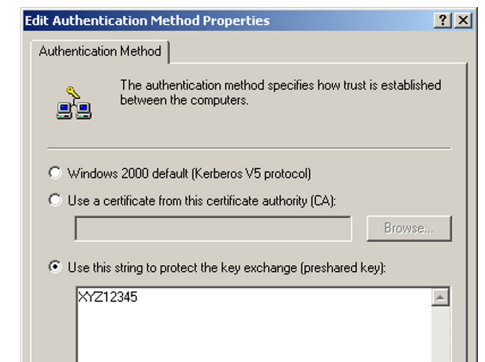 Edit Authentication Method Properties
Authentication Method
The authentication method specifies how trust is established
between the computers.
Windows 2000 default (Kerberos V5 protocol)
Use a certificate from this certificate authority (CA):
Browse...
Use this string to protect the key exchange (preshared key):
XYZ12345